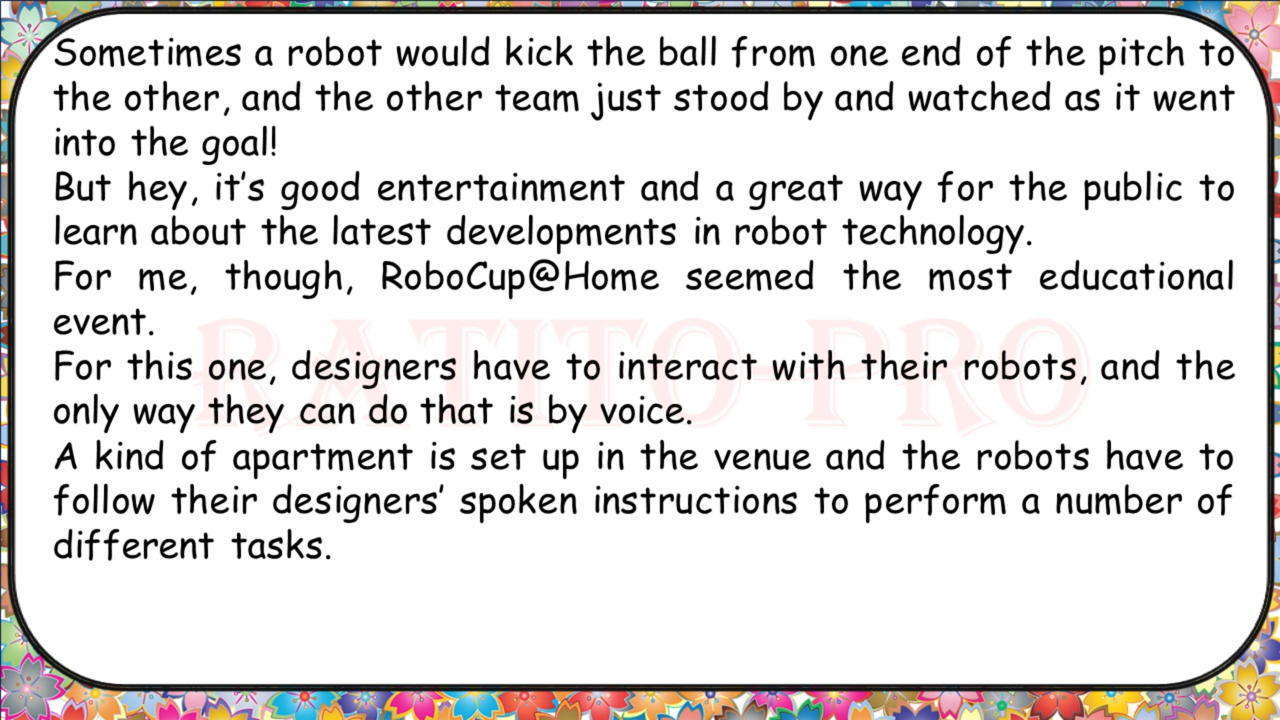 Sometimes a robot would kick the ball from one end of the pitch to
the other, and the other team just stood by and watched as it went
into the goal!
But hey, it's good entertainment and a great way for the public to
learn about the latest developments in robot technology.
For me, though, RoboCup@Home seemed the most educational
event.
For this one, designers have to interact with their robots, and the
only way they can do that is by voice.
A kind of apartment is set up in the venue and the robots have to
follow their designers' spoken instructions to perform a number of
different tasks.
RATITO-PRO